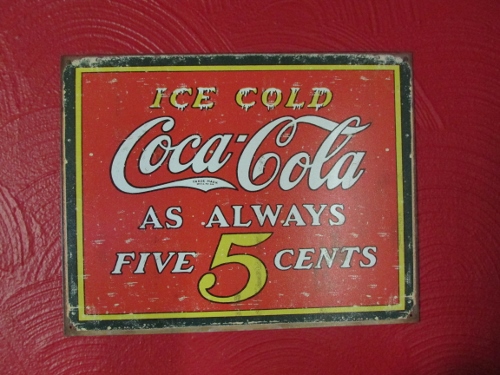 ICE COLD
Coca-Cola
AS ALWAYS
FIVE 5 CENTS